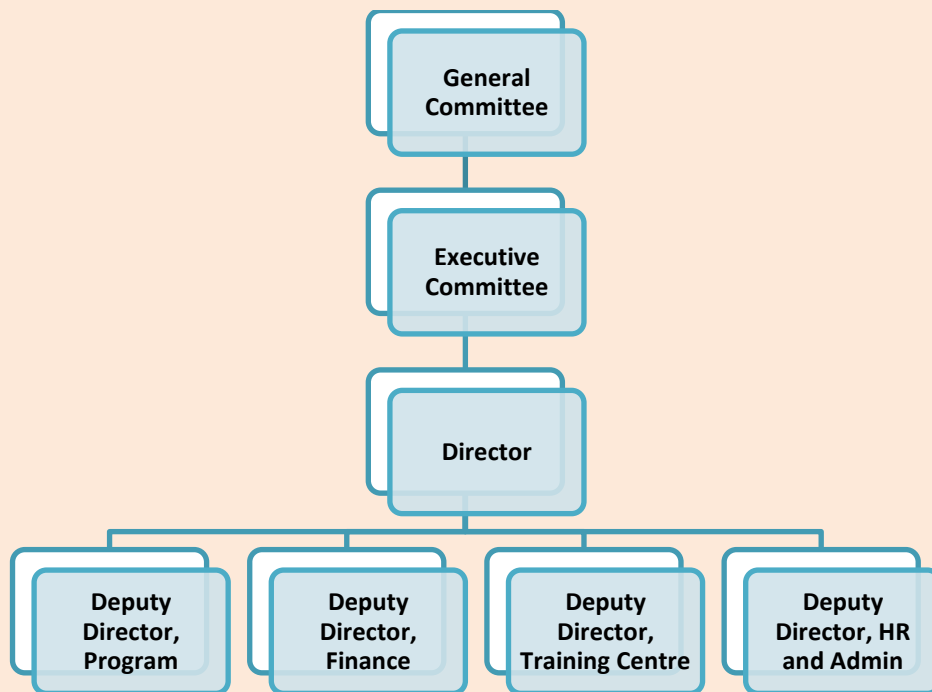 General
Committee
Executive
Committee
Director
Deputy
Director,
Program
Deputy
Director,
Finance
Deputy
Director,
Training Centre
Deputy
Director, HR
and Admin